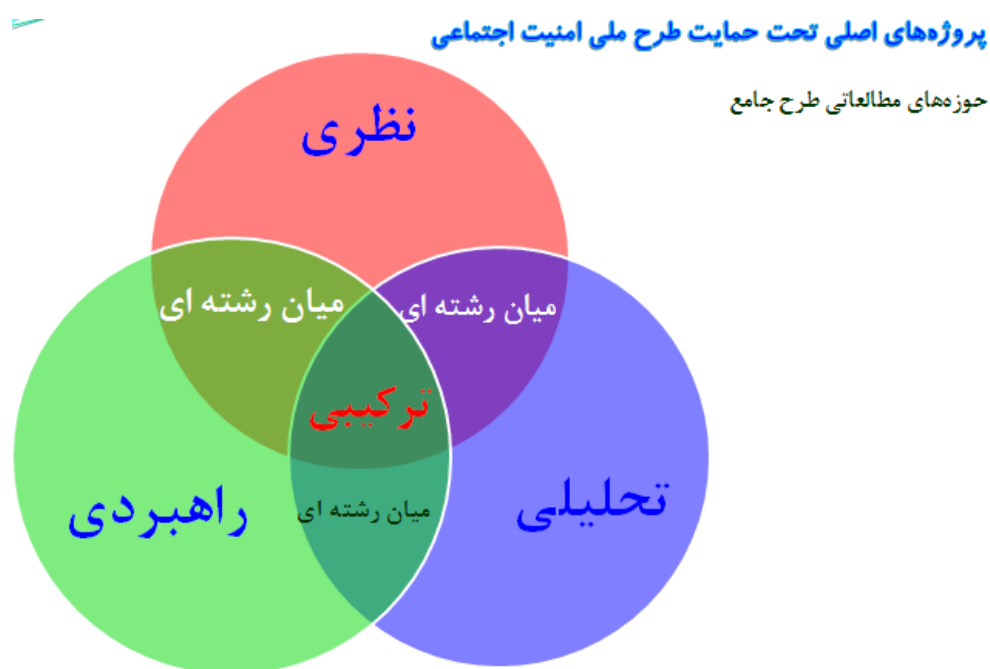 پروژه‌های اصلی تحت حمایت طرح ملی امنیت اجتماعی
حوزه‌های مطالعاتی طرح جامع
نظری
میان رشته ای
میان رشته ای
ترکیبی
تحلیلی
راهبردی
میان رشته ای